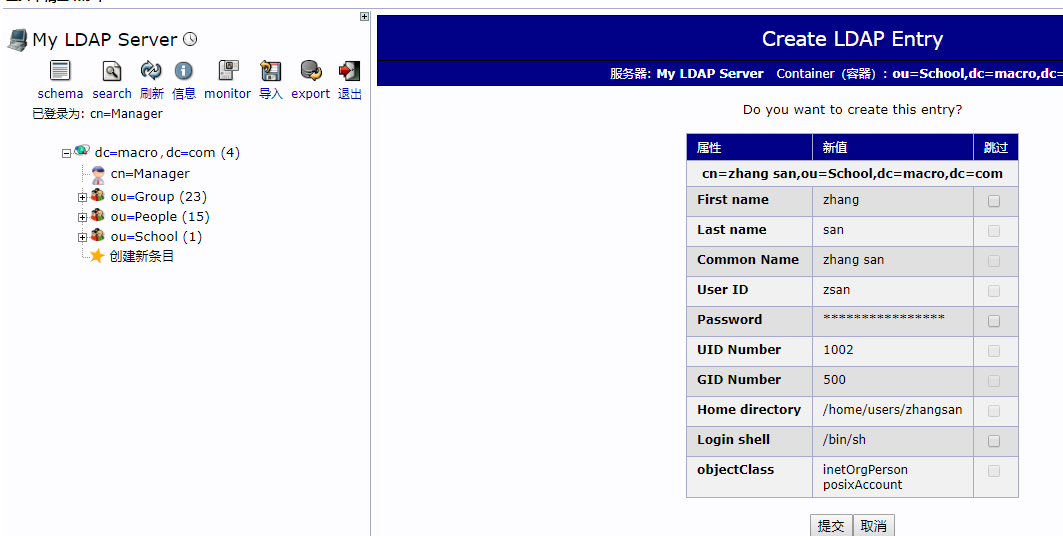 My LDAP Server
schema search 刷新 信息 monitor 导入 export 退出
已登录为: cn=Manager
dc=macro,dc=com (4)
cn=Manager
ou=Group (23)
ou=People (15)
ou=School (1)
创建新条目
Create LDAP Entry
服务器: My LDAP Server Container (容器) : ou=School,dc=macro,dc=
Do you want to create this entry?
属性 新值 跳过
cn=zhang san,ou=School,dc=macro,dc=com
First name zhang
Last name san
Common Name zhang san
User ID zsan
Password ****************
UID Number 1002
GID Number 500
Home directory /home/users/zhangsan
Login shell /bin/sh
objectClass inetOrgPerson
posixAccount
提交 取消